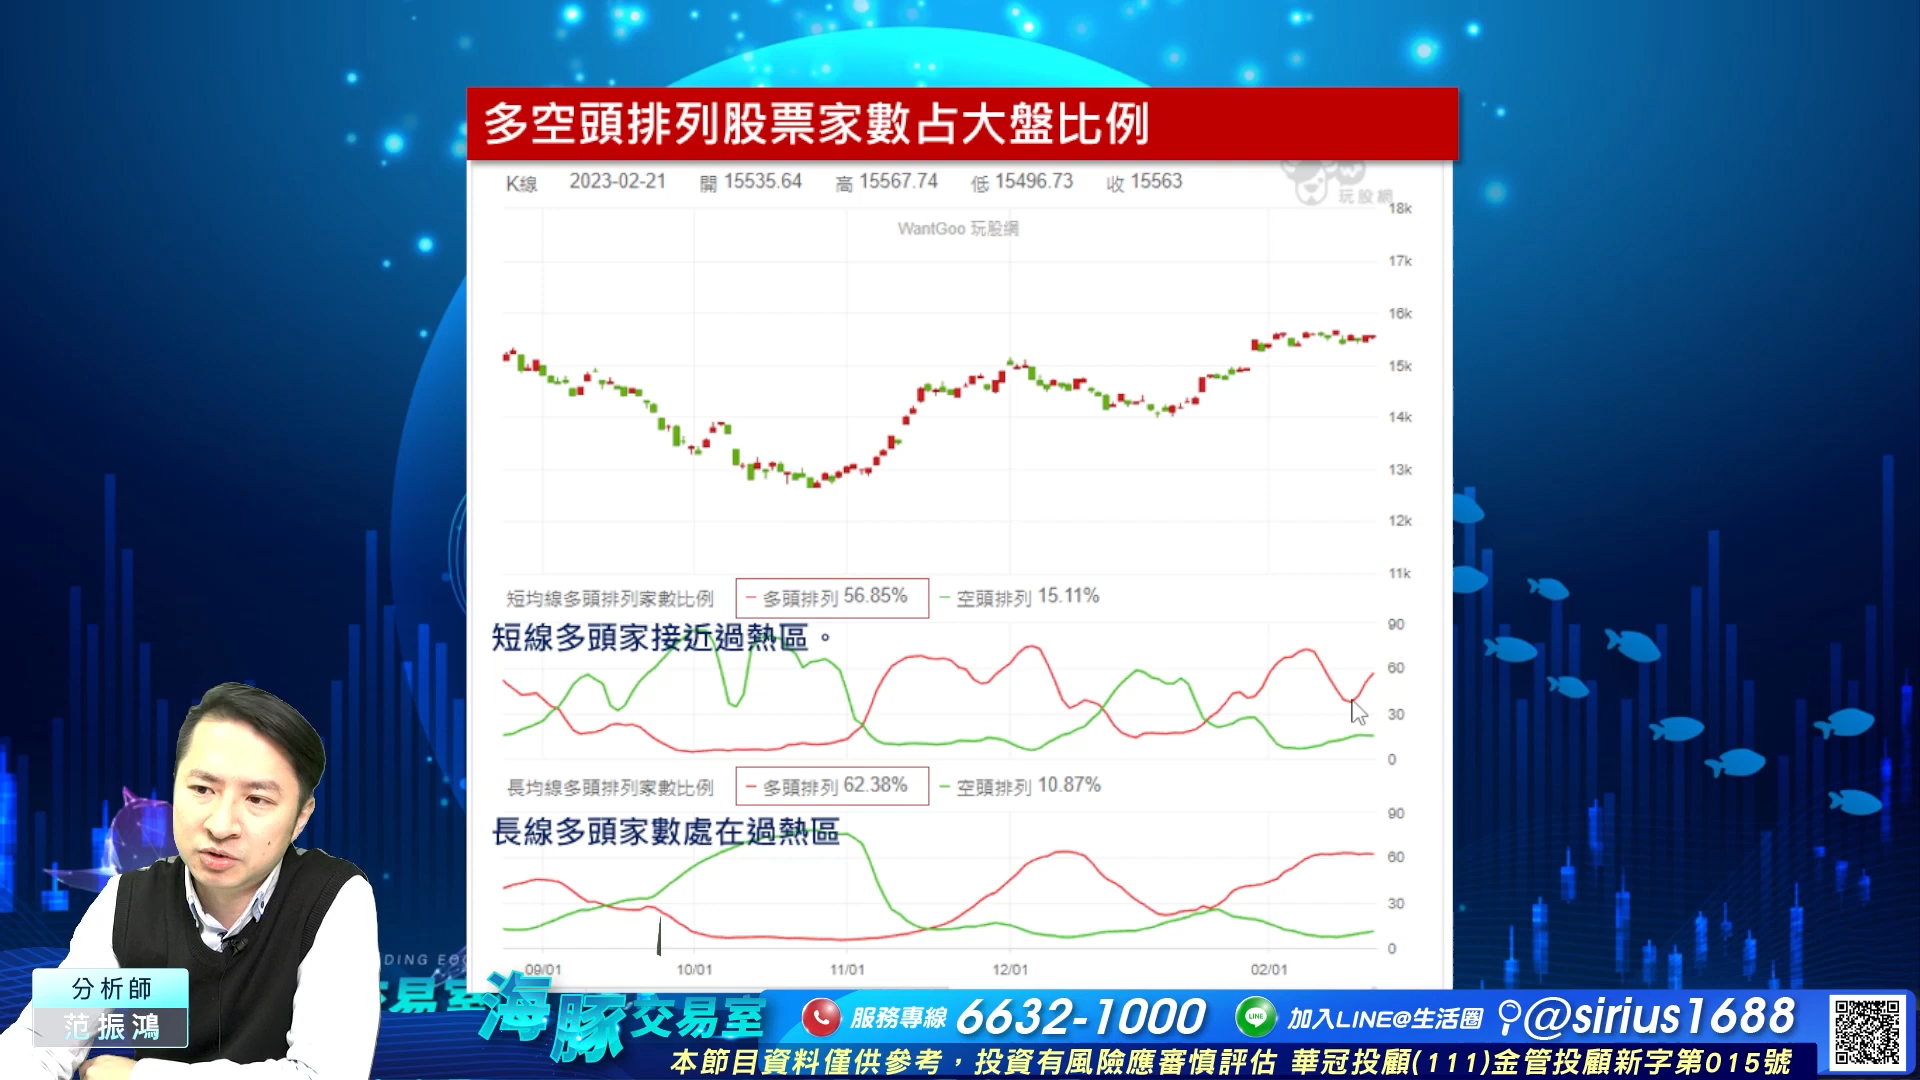 多空頭排列股票家數占大盤比例
K線 2023-02-21 開 15535.64 高 15567.74 低 15496.73 收 15563
玩股網
WantGoo 玩股網
18k
17k
16k
15k
14k
13k
12k
11k
短均線多頭排列家數比例 多頭排列 56.85% 空頭排列 15.11%
短線多頭家接近過熱區。
90
60
30
0
長均線多頭排列家數比例 多頭排列 62.38% 空頭排列 10.87%
長線多頭家數處在過熱區
90
60
30
0
09/01 10/01 11/01 12/01 02/01
分析師
范振鴻
交易室
海豚交易室
服務專線 6632-1000 LINE 加入LINE@生活圈 @sirius1688
本節目資料僅供參考，投資有風險應審慎評估 華冠投顧(111)金管投顧新字第015號